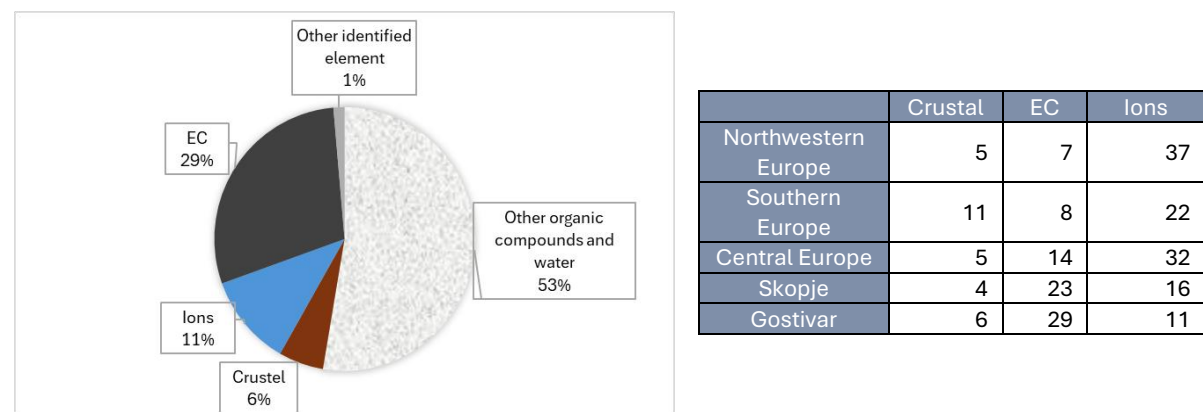 Other identified
element
1%
EC
29%
Other organic
compounds and
water
53%
Ions
11%
Crustel
6%
Crustal EC Ions
Northwestern
Europe
5 7 37
Southern
Europe
11 8 22
Central Europe 5 14 32
Skopje 4 23 16
Gostivar 6 29 11